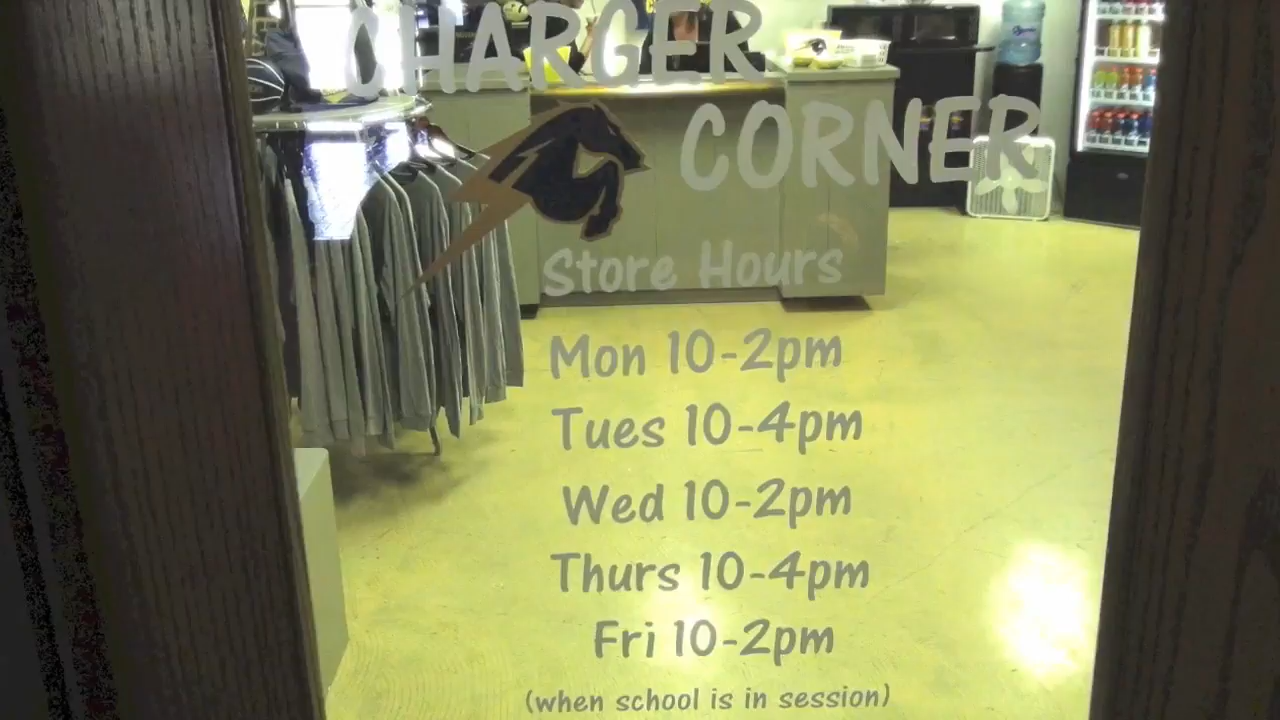 CHARGER
CORNER
Store Hours
Mon 10-2pm
Tues 10-4pm
Wed 10-2pm
Thurs 10-4pm
Fri 10-2pm
(when school is in session)